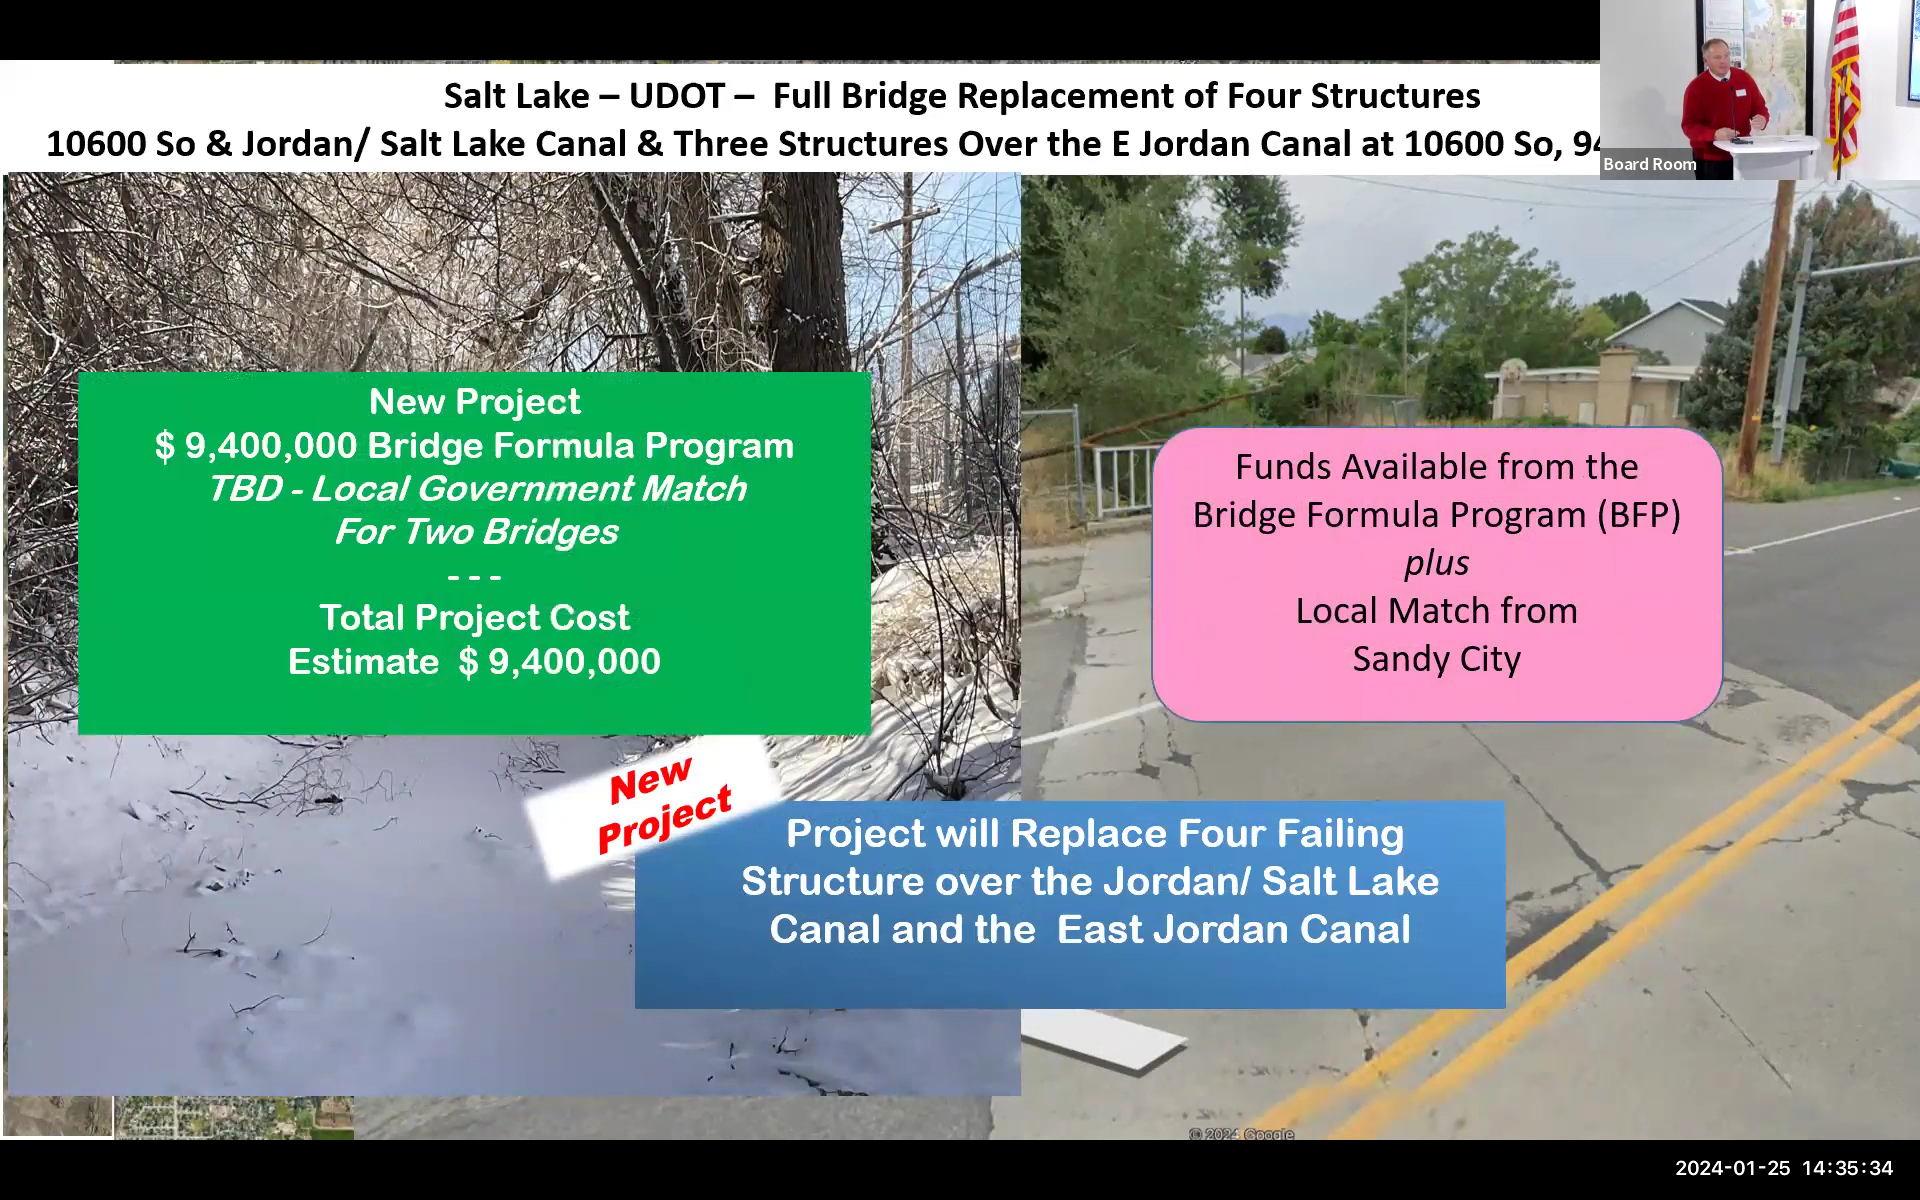 Salt Lake – UDOT – Full Bridge Replacement of Four Structures
10600 So & Jordan/ Salt Lake Canal & Three Structures Over the E Jordan Canal at 10600 So,
Board Room
New Project
$ 9,400,000 Bridge Formula Program
TBD - Local Government Match
For Two Bridges
- - -
Total Project Cost
Estimate $ 9,400,000
Funds Available from the
Bridge Formula Program (BFP)
plus
Local Match from
Sandy City
New
Project
Project will Replace Four Failing
Structure over the Jordan/ Salt Lake
Canal and the East Jordan Canal
© 2024 Google
2024-01-25 14:35:34